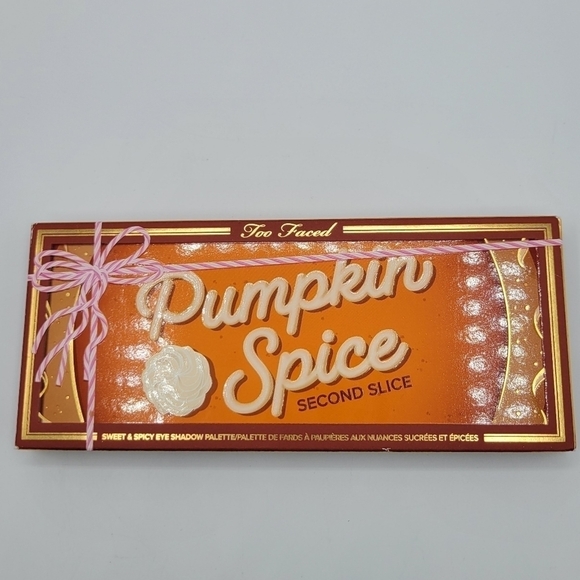 Too Faced
Pumpkin
Spice
SECOND SLICE
SWEET & SPICY EYE SHADOW PALETTE/PALETTE DE FARDS À PAUPIÈRES AUX NUANCES SUCRÉES ET ÉPICÉES